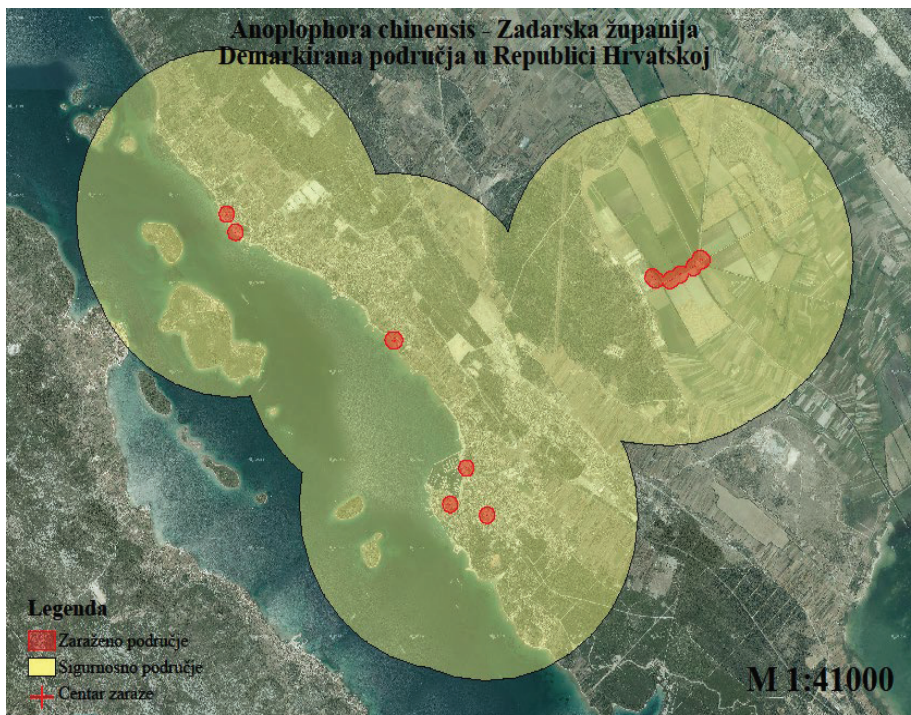 Anoplophora chinensis - Zadarska županija
Demarkirana područja u Republici Hrvatskoj
Legenda
Zaraženo područje
Sigurnosno područje
Centar zaraze
M 1:41000